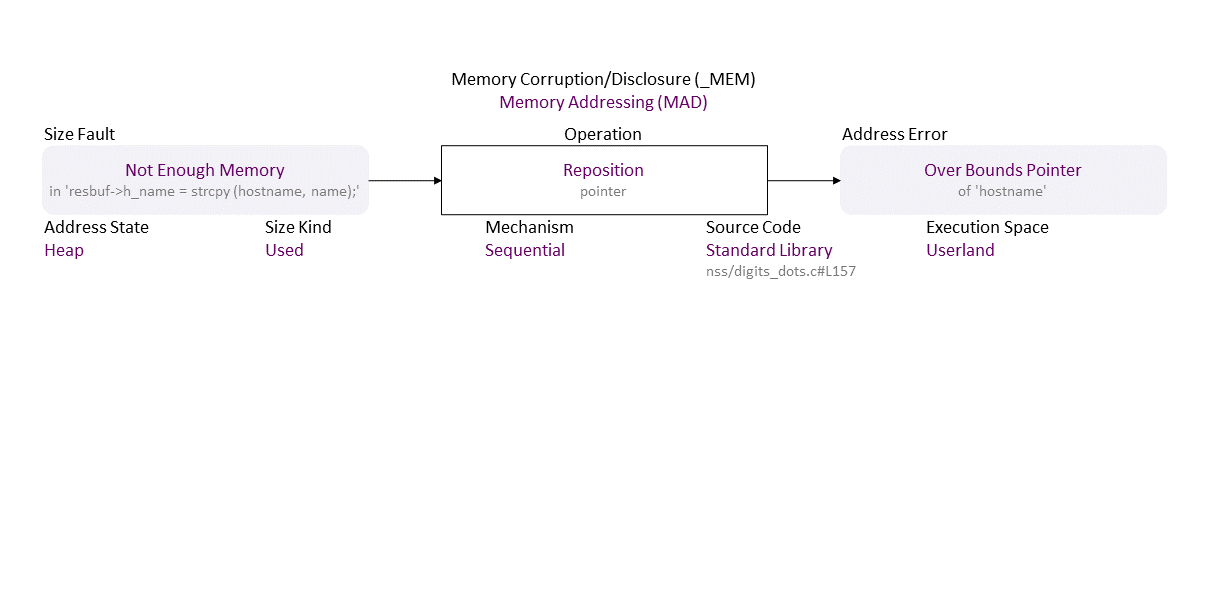 Memory Corruption/Disclosure (_MEM)
Memory Addressing (MAD)
Size Fault
Operation
Address Error
Not Enough Memory
in 'resbuf->h_name = strcpy (hostname, name);'
Reposition
pointer
Over Bounds Pointer
of 'hostname'
Address State
Size Kind
Mechanism
Source Code
Execution Space
Heap
Used
Sequential
Standard Library
Userland
nss/digits_dots.c#L157